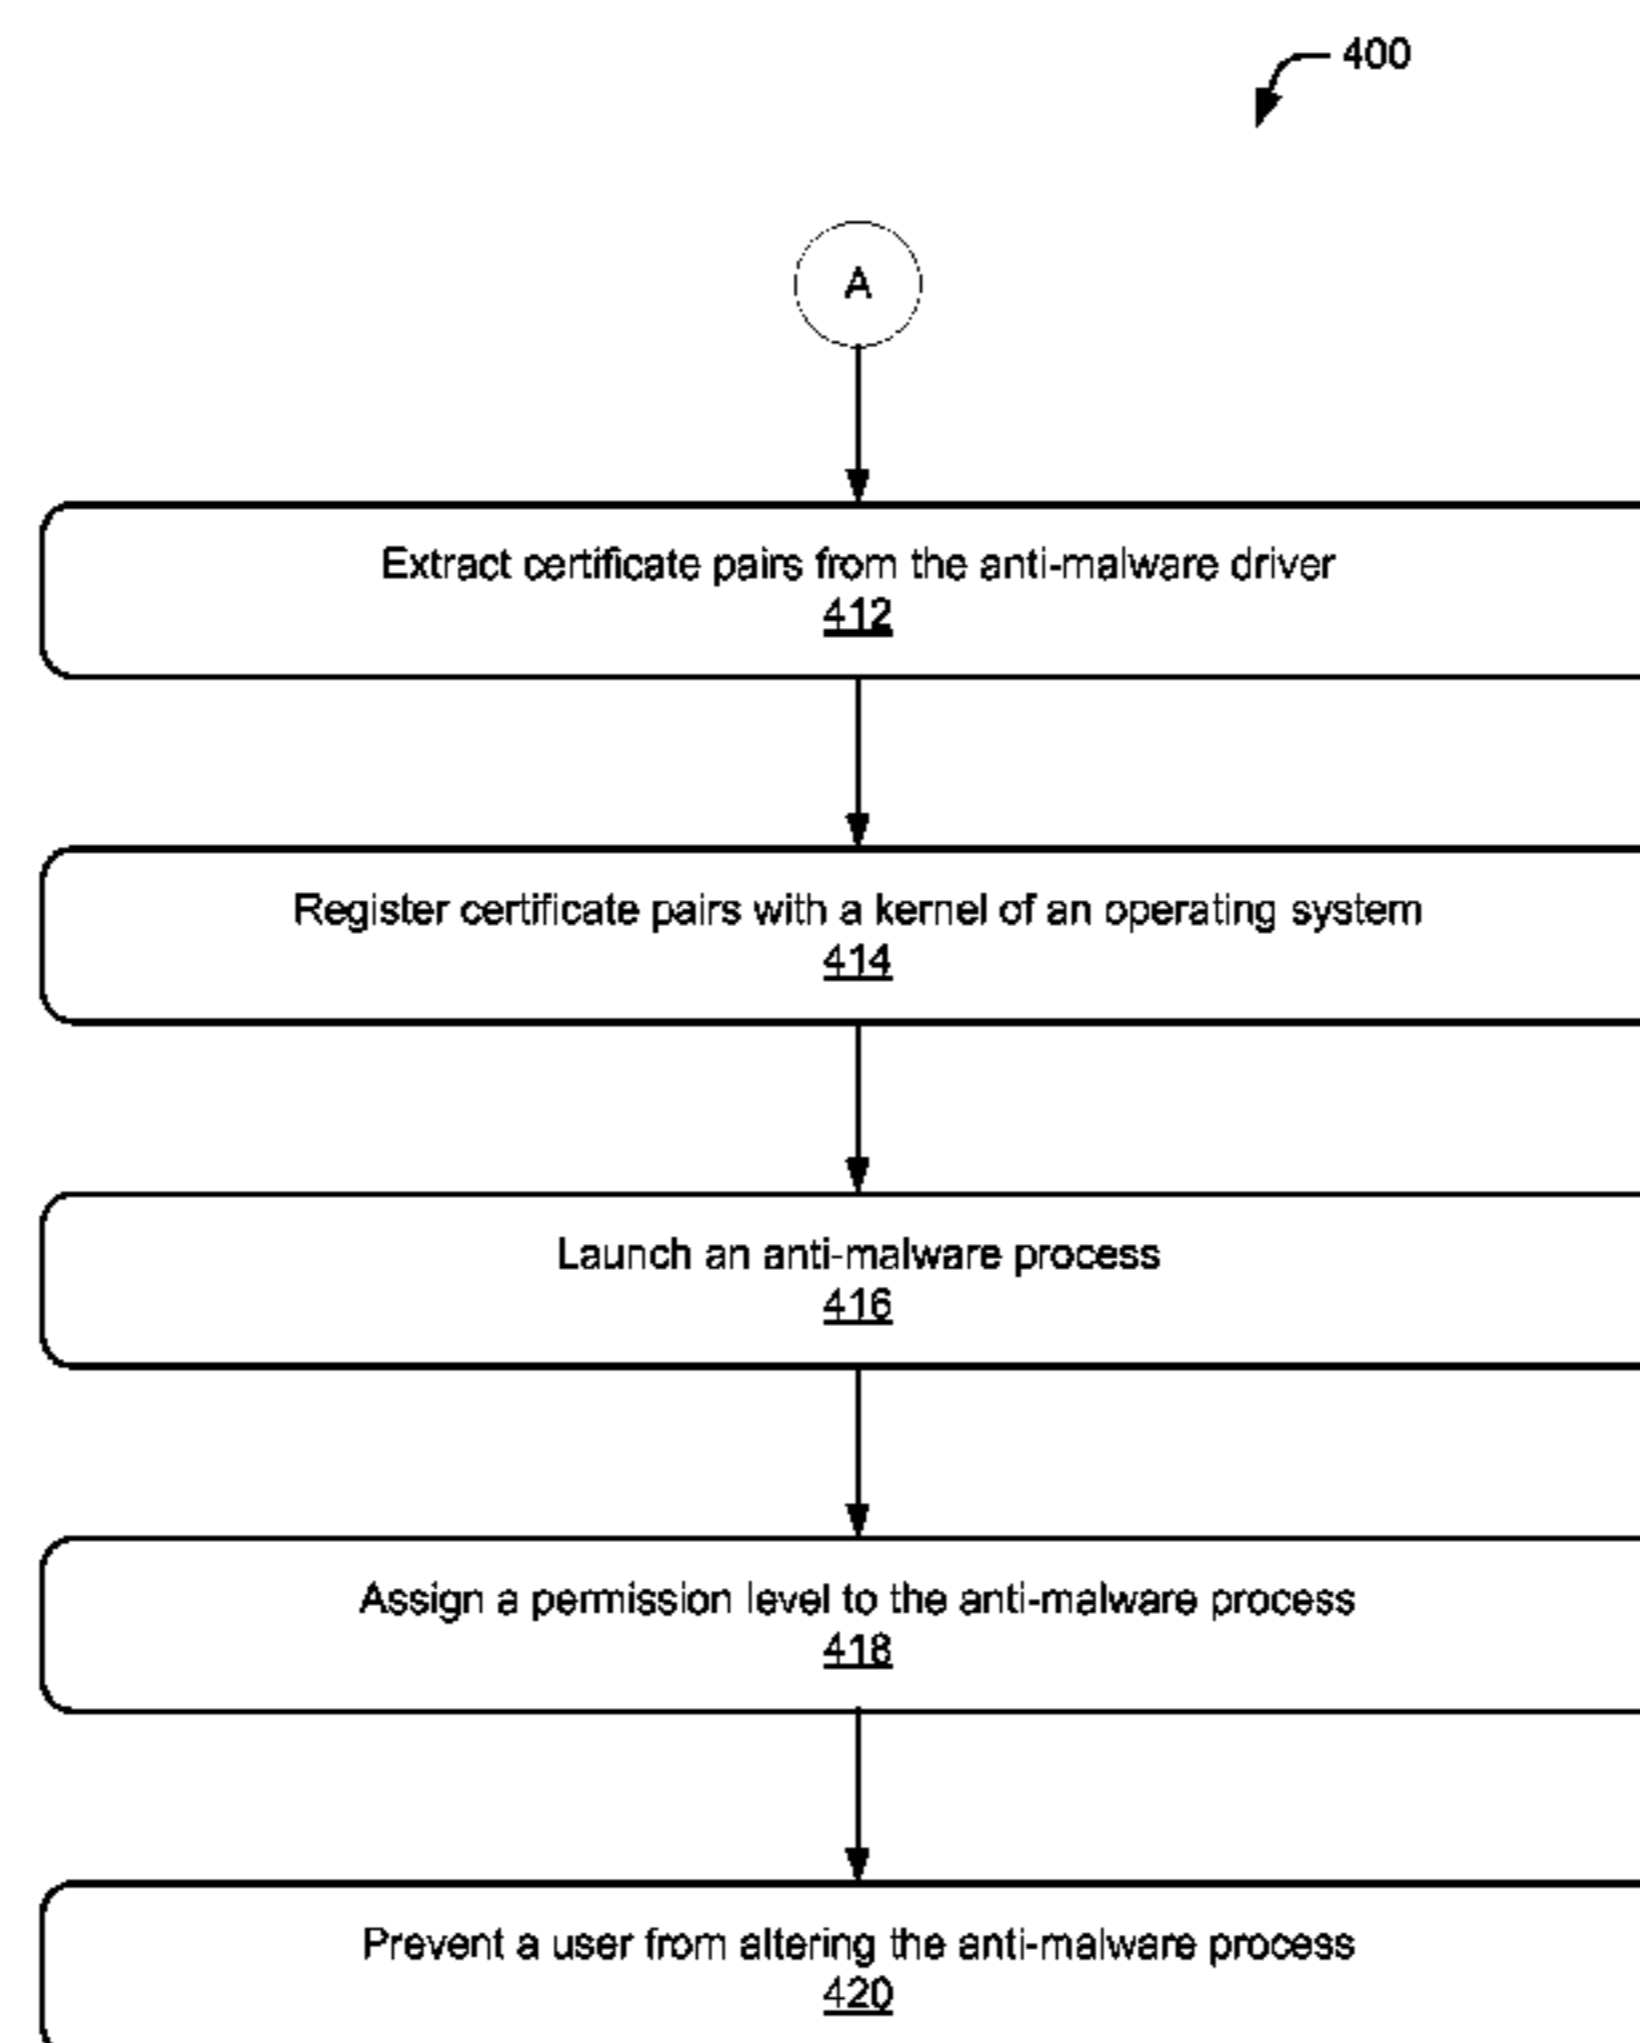 400
A
Extract certificate pairs from the anti-malware driver
412
Register certificate pairs with a kernel of an operating system
414
Launch an anti-malware process
416
Assign a permission level to the anti-malware process
418
Prevent a user from altering the anti-malware process
420